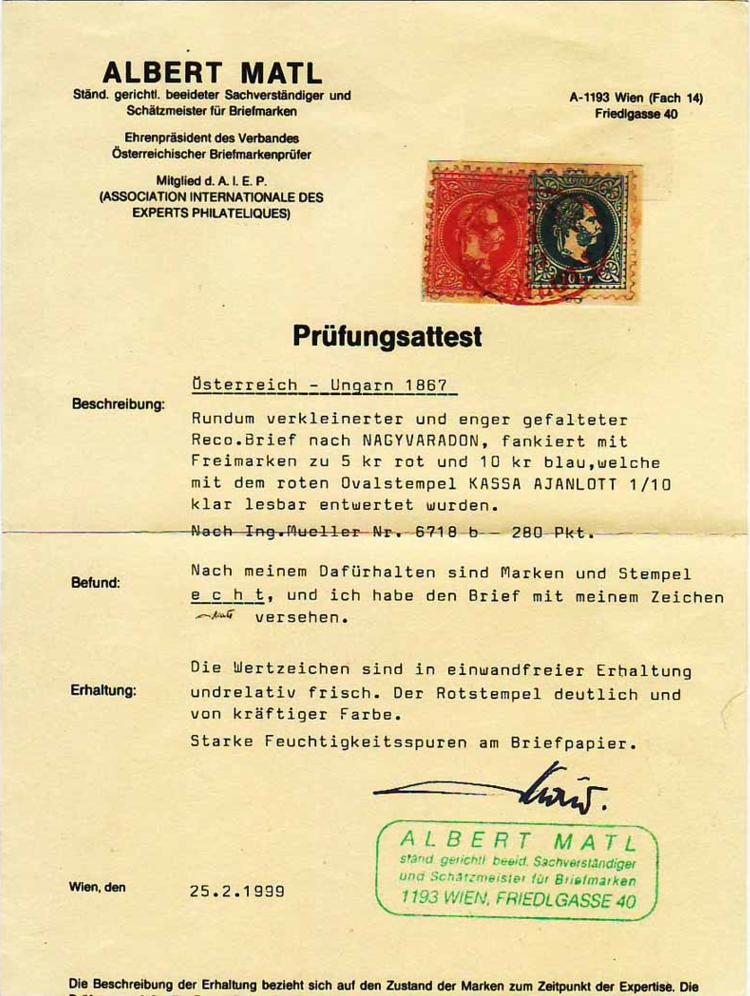 ALBERT MATL
Ständ. gerichtl. beeideter Sachverständiger und
Schätzmeister für Briefmarken
Ehrenpräsident des Verbandes
Österreichischer Briefmarkenprüfer
Mitglied d. A. I. E. P.
(ASSOCIATION INTERNATIONALE DES
EXPERTS PHILATELIQUES)
A-1193 Wien (Fach 14)
Friedlgasse 40
10 kr
Prüfungsattest
Österreich - Ungarn 1867
Beschreibung:
Rundum verkleinerter und enger gefalteter
Reco.Brief nach NAGYVARADON, fankiert mit
Freimarken zu 5 kr rot und 10 kr blau,welche
mit dem roten Ovalstempel KASSA AJANLOTT 1/10
klar lesbar entwertet wurden.
Nach Ing.Mueller Nr. 6718 b-- 280 Pkt.
Befund:
Nach meinem Dafürhalten sind Marken und Stempel
e c h t, und ich habe den Brief mit meinem Zeichen
versehen.
Erhaltung:
Die Wertzeichen sind in einwandfreier Erhaltung
undrelativ frisch. Der Rotstempel deutlich und
von kräftiger Farbe.
Starke Feuchtigkeitsspuren am Briefpapier.
ALBERT MATL
ständ. gerichtl. beeid. Sachverständiger
und Schätzmeister für Briefmarken
1193 WIEN, FRIEDLGASSE 40
Wien, den
25.2.1999
Die Beschreibung der Erhaltung bezieht sich auf den Zustand der Marken zum Zeitpunkt der Expertise. Die